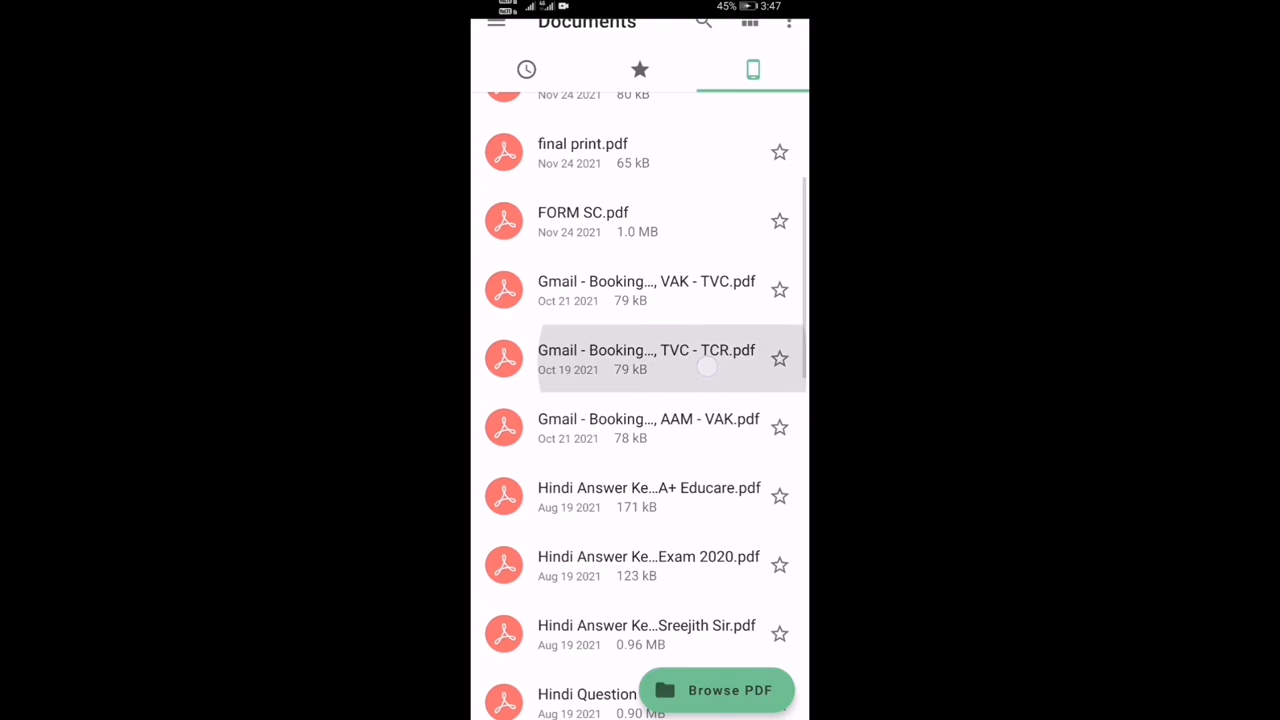 45% 3:47
Documents
Nov 24 2021 80 kB
final print.pdf
Nov 24 2021 65 kB
FORM SC.pdf
Nov 24 2021 1.0 MB
Gmail - Booking..., VAK - TVC.pdf
Oct 21 2021 79 kB
Gmail - Booking..., TVC - TCR.pdf
Oct 19 2021 79 kB
Gmail - Booking..., AAM - VAK.pdf
Oct 21 2021 78 kB
Hindi Answer Ke...A+ Educare.pdf
Aug 19 2021 171 kB
Hindi Answer Ke...Exam 2020.pdf
Aug 19 2021 123 kB
Hindi Answer Ke...Sreejith Sir.pdf
Aug 19 2021 0.96 MB
Hindi Question
Aug 19 2021 0.90 MB
Browse PDF